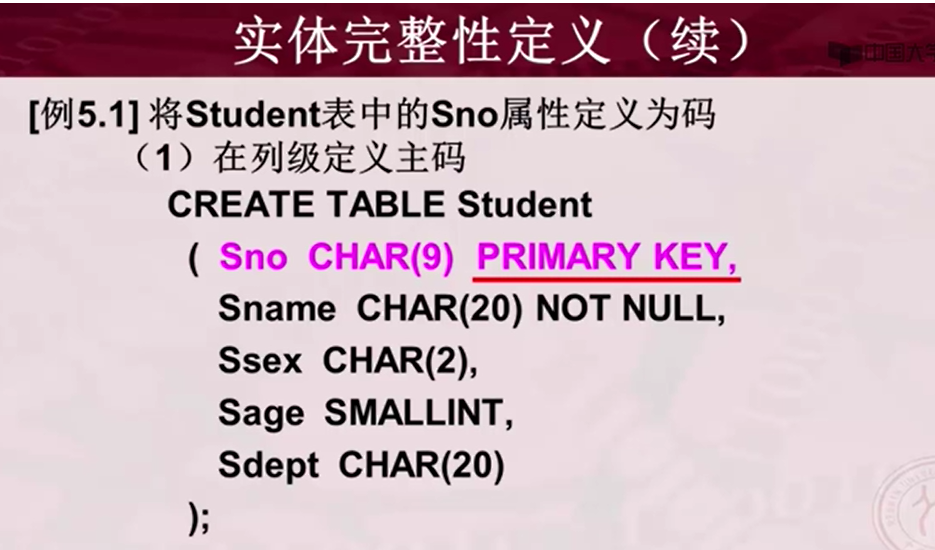 实体完整性定义（续）
中国大学
[例5.1] 将Student表中的Sno属性定义为码
（1）在列级定义主码
CREATE TABLE Student
( Sno CHAR(9) PRIMARY KEY,
Sname CHAR(20) NOT NULL,
Ssex CHAR(2),
Sage SMALLINT,
Sdept CHAR(20)
);